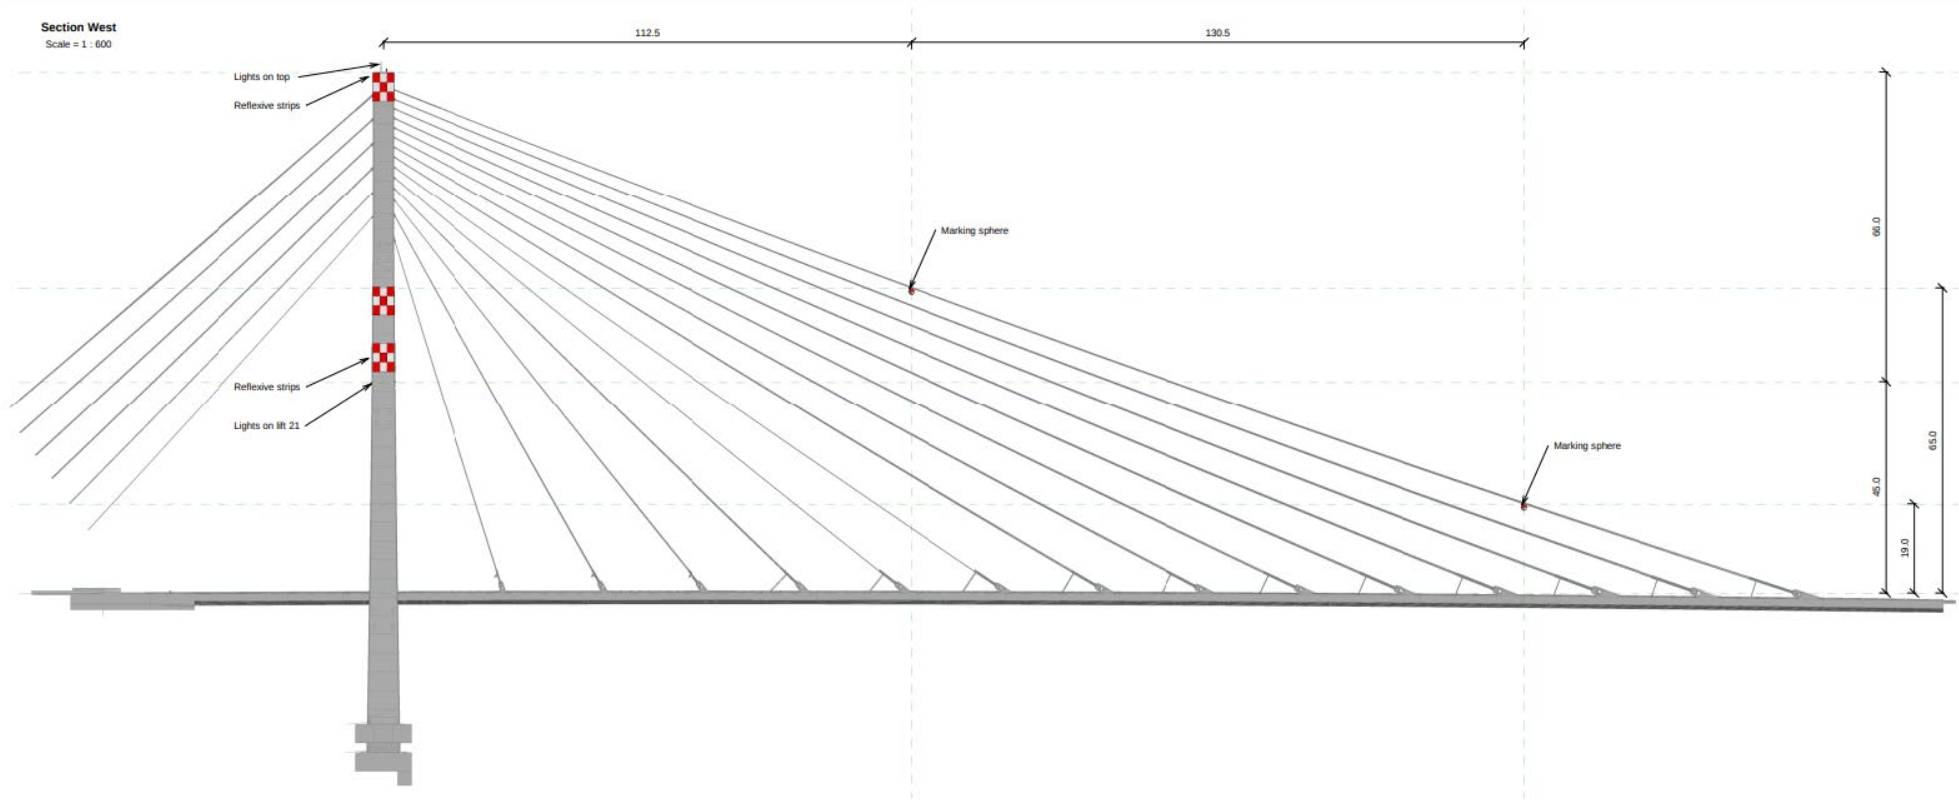 Section West
Scale = 1 : 600
112.5
130.5
Lights on top
Reflexive strips
Marking sphere
66.0
Reflexive strips
Lights on lift 21
Marking sphere
65.0
45.0
19.0